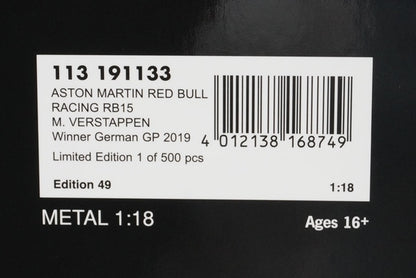 113 191133
ASTON MARTIN RED BULL
RACING RB15
M. VERSTAPPEN
Winner German GP 2019
4 012138 168749
Limited Edition 1 of 500 pcs
Edition 49
1:18
METAL 1:18
Ages 16+